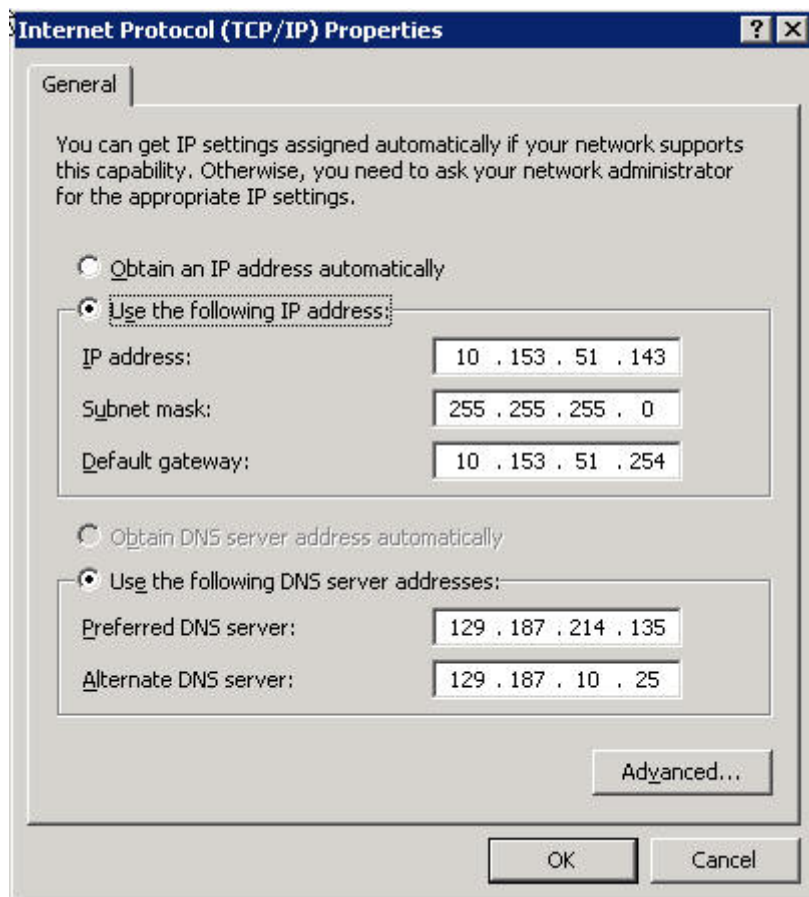 Internet Protocol (TCP/IP) Properties
General
You can get IP settings assigned automatically if your network supports
this capability. Otherwise, you need to ask your network administrator
for the appropriate IP settings.
Obtain an IP address automatically
Use the following IP address:
IP address: 10 . 153 . 51 . 143
Subnet mask: 255 . 255 . 255 . 0
Default gateway: 10 . 153 . 51 . 254
Obtain DNS server address automatically
Use the following DNS server addresses:
Preferred DNS server: 129 . 187 . 214 . 135
Alternate DNS server: 129 . 187 . 10 . 25
Advanced...
OK Cancel